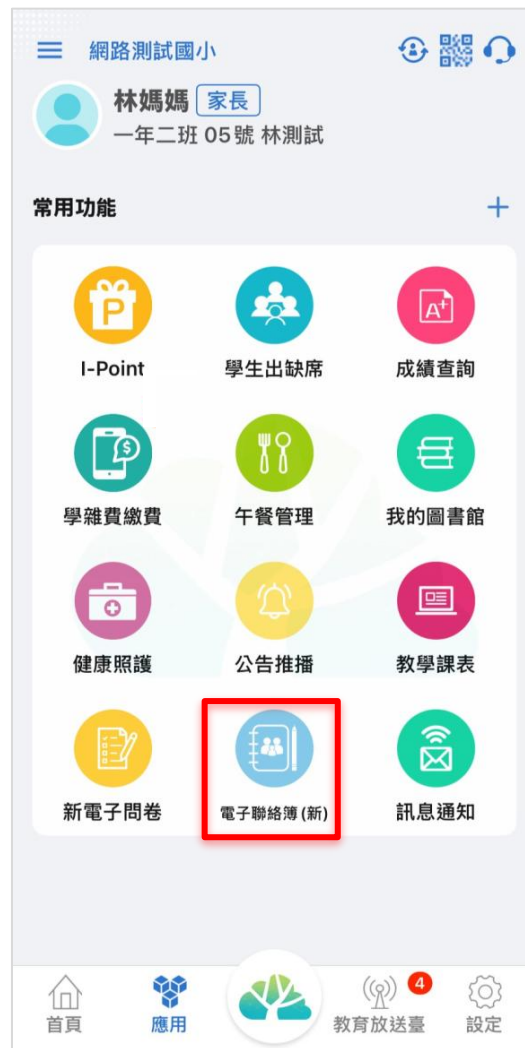 網路測試國小
林媽媽 家長
一年二班 05號 林測試
常用功能
P
A+
I-Point 學生出缺席 成績查詢
$
學雜費繳費 午餐管理 我的圖書館
健康照護 公告推播 教學課表
新電子問卷 電子聯絡簿(新) 訊息通知
4
首頁 應用 教育放送臺 設定